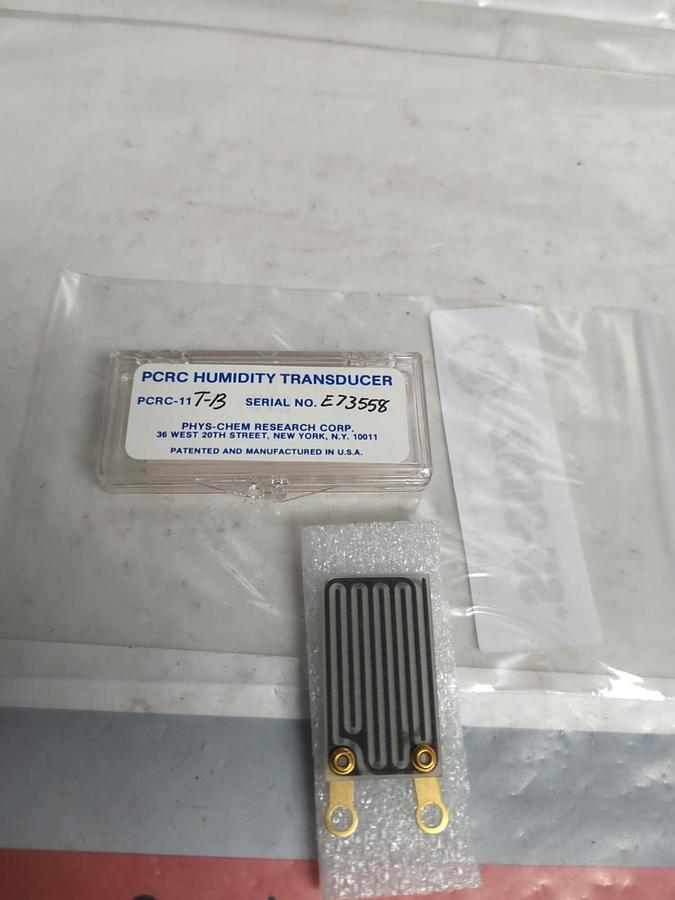 PCRC HUMIDITY TRANSDUCER
PCRC-11 T-B SERIAL NO. E73558
PHYS-CHEM RESEARCH CORP.
36 WEST 20TH STREET, NEW YORK, N.Y. 10011
PATENTED AND MANUFACTURED IN U.S.A.